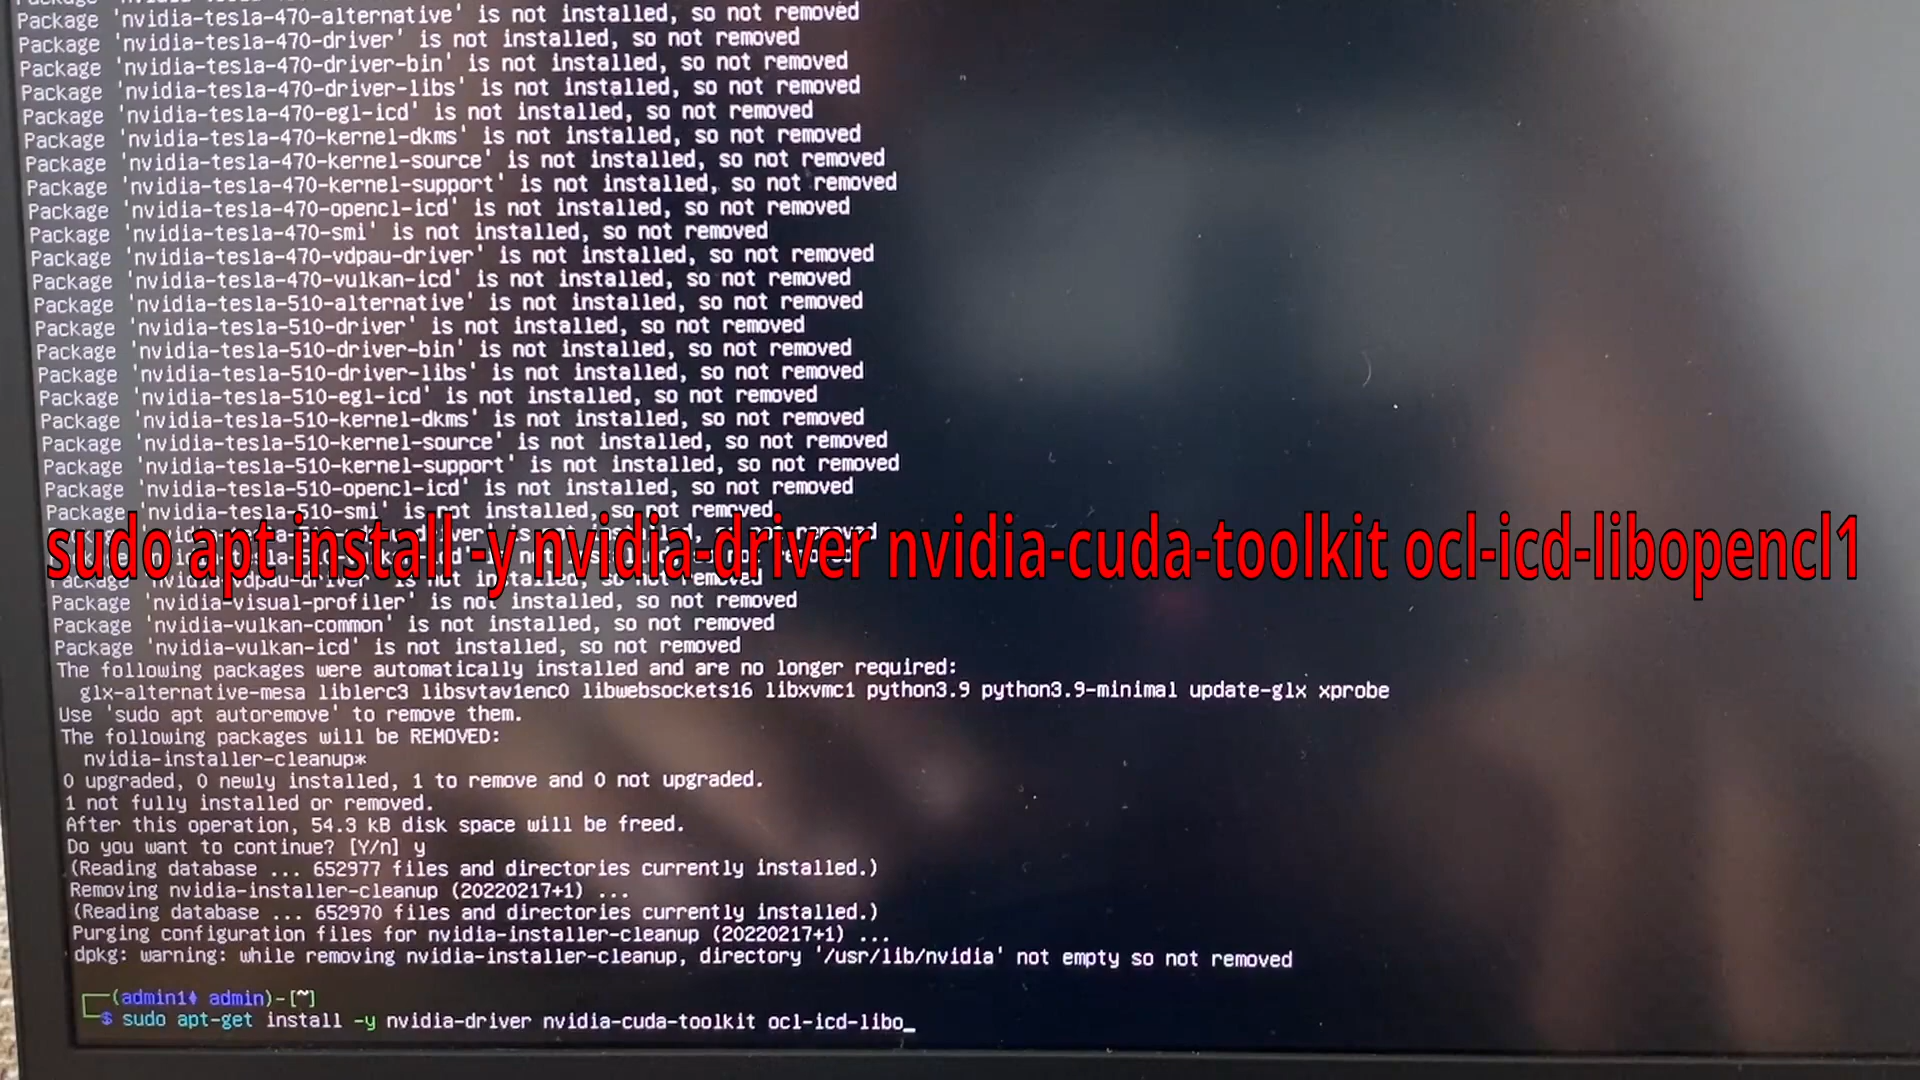 Package 'nvidia-tesla-470-alternative' is not installed, so not removed
Package 'nvidia-tesla-470-driver' is not installed, so not removed
Package 'nvidia-tesla-470-driver-bin' is not installed, so not removed
Package 'nvidia-tesla-470-driver-libs' is not installed, so not removed
Package 'nvidia-tesla-470-egl-icd' is not installed, so not removed
Package 'nvidia-tesla-470-kernel-dkms' is not installed, so not removed
Package 'nvidia-tesla-470-kernel-source' is not installed, so not removed
Package 'nvidia-tesla-470-kernel-support' is not installed, so not removed
Package 'nvidia-tesla-470-opencl-icd' is not installed, so not removed
Package 'nvidia-tesla-470-smi' is not installed, so not removed
Package 'nvidia-tesla-470-vdpau-driver' is not installed, so not removed
Package 'nvidia-tesla-470-vulkan-icd' is not installed, so not removed
Package 'nvidia-tesla-510-alternative' is not installed, so not removed
Package 'nvidia-tesla-510-driver' is not installed, so not removed
Package 'nvidia-tesla-510-driver-bin' is not installed, so not removed
Package 'nvidia-tesla-510-driver-libs' is not installed, so not removed
Package 'nvidia-tesla-510-egl-icd' is not installed, so not removed
Package 'nvidia-tesla-510-kernel-dkms' is not installed, so not removed
Package 'nvidia-tesla-510-kernel-source' is not installed, so not removed
Package 'nvidia-tesla-510-kernel-support' is not installed, so not removed
Package 'nvidia-tesla-510-opencl-icd' is not installed, so not removed
Package 'nvidia-tesla-510-smi' is not installed, so not removed
sudo apt install -y nvidia-driver nvidia-cuda-toolkit ocl-icd-libopencl1
Package 'nvidia-vdpau-driver' is not installed, so not removed
Package 'nvidia-visual-profiler' is not installed, so not removed
Package 'nvidia-vulkan-common' is not installed, so not removed
Package 'nvidia-vulkan-icd' is not installed, so not removed
The following packages were automatically installed and are no longer required:
glx-alternative-mesa liblerc3 libsvtav1enc0 libwebsockets16 libxvmc1 python3.9 python3.9-minimal update-glx xprobe
Use 'sudo apt autoremove' to remove them.
The following packages will be REMOVED:
nvidia-installer-cleanup*
0 upgraded, 0 newly installed, 1 to remove and 0 not upgraded.
1 not fully installed or removed.
After this operation, 54.3 kB disk space will be freed.
Do you want to continue? [Y/n] y
(Reading database ... 652977 files and directories currently installed.)
Removing nvidia-installer-cleanup (20220217+1) ...
(Reading database ... 652970 files and directories currently installed.)
Purging configuration files for nvidia-installer-cleanup (20220217+1) ...
dpkg: warning: while removing nvidia-installer-cleanup, directory '/usr/lib/nvidia' not empty so not removed
┌──(admin1♦ admin)-[~]
└─$ sudo apt-get install -y nvidia-driver nvidia-cuda-toolkit ocl-icd-libo_